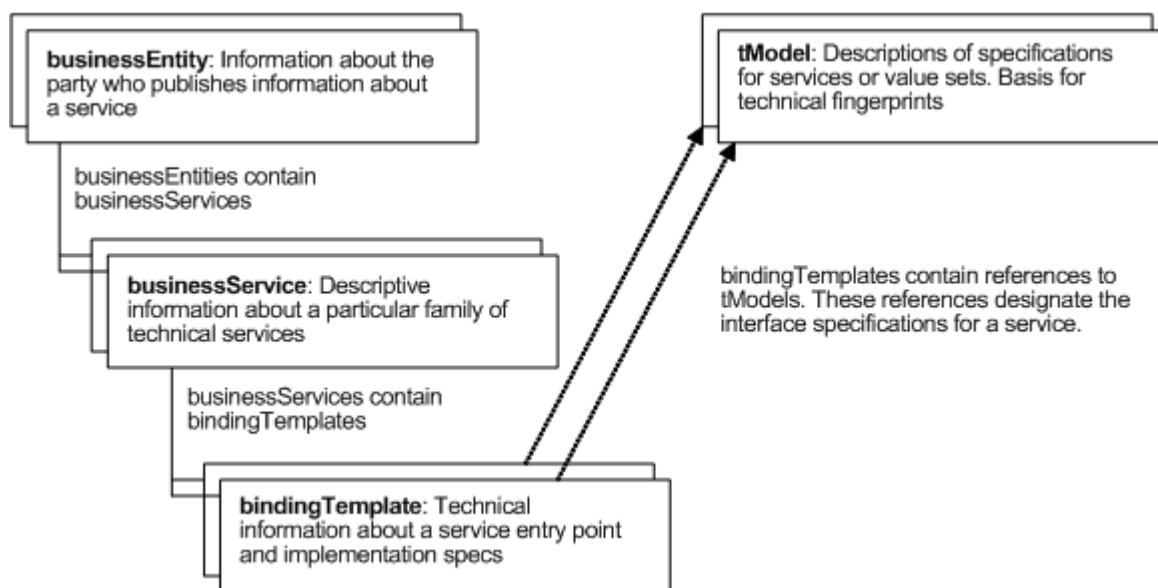 businessEntity: Information about the
party who publishes information about
a service
tModel: Descriptions of specifications
for services or value sets. Basis for
technical fingerprints
businessEntities contain
businessServices
businessService: Descriptive
information about a particular family of
technical services
bindingTemplates contain references to
tModels. These references designate the
interface specifications for a service.
businessServices contain
bindingTemplates
bindingTemplate: Technical
information about a service entry point
and implementation specs